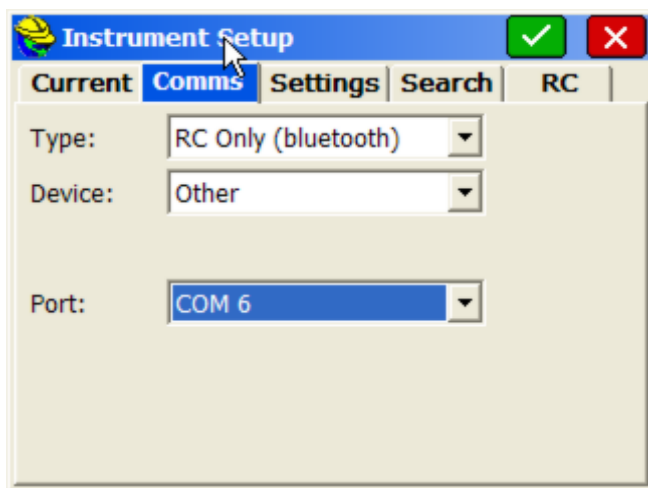 Instrument Setup
Current Comms Settings Search RC
Type: RC Only (bluetooth)
Device: Other
Port: COM 6